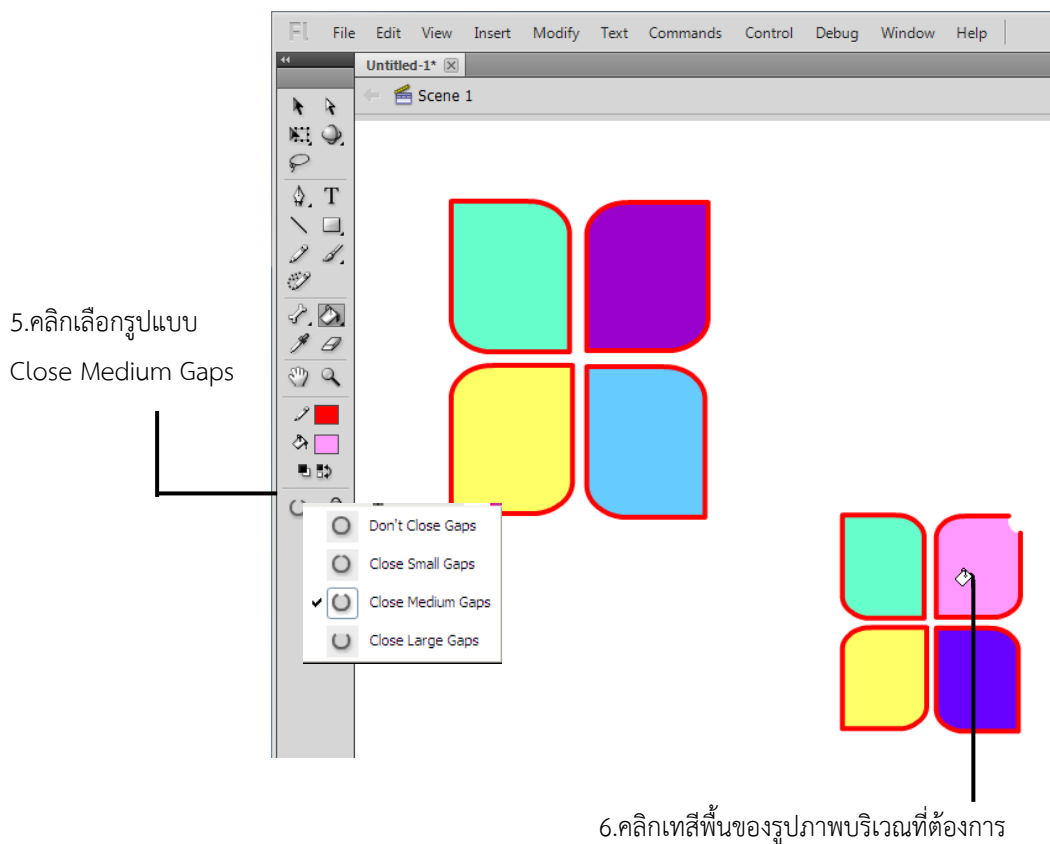 Fl File Edit View Insert Modify Text Commands Control Debug Window Help
Untitled-1*
Scene 1
T
5.คลิกเลือกรูปแบบ
Close Medium Gaps
Don't Close Gaps
Close Small Gaps
Close Medium Gaps
Close Large Gaps
6.คลิกเทสีพื้นของรูปภาพบริเวณที่ต้องการ